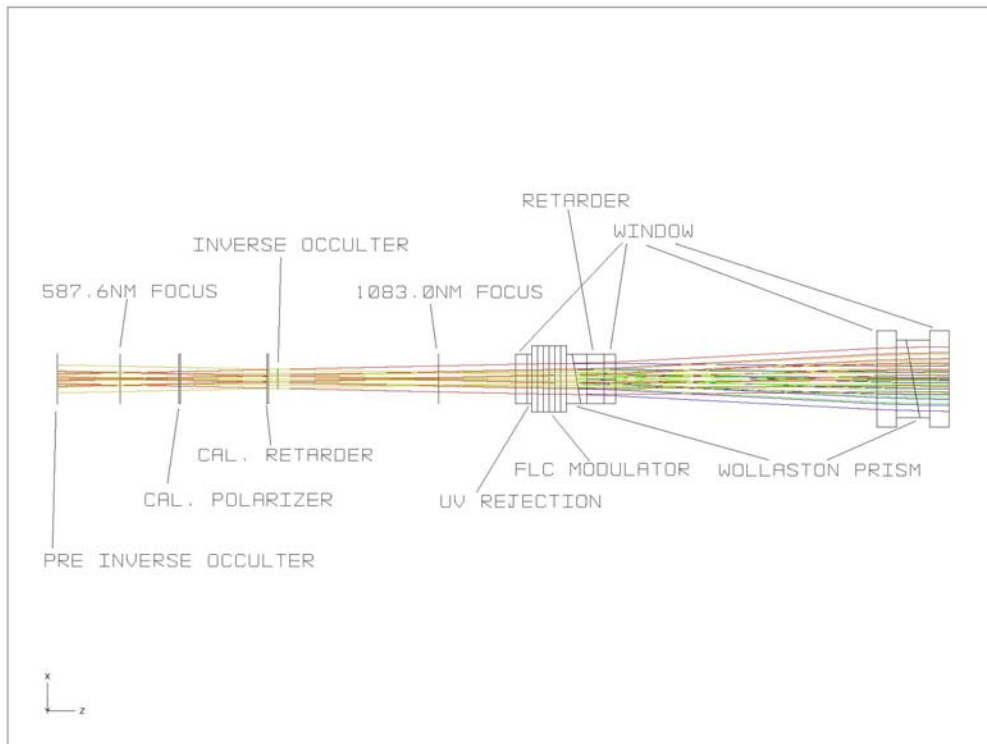 RETARDER
WINDOW
INVERSE OCCULTER
587.6NM FOCUS
1083.0NM FOCUS
CAL. RETARDER
FLC MODULATOR
WOLLASTON PRISM
CAL. POLARIZER
UV REJECTION
PRE INVERSE OCCULTER
X
Z